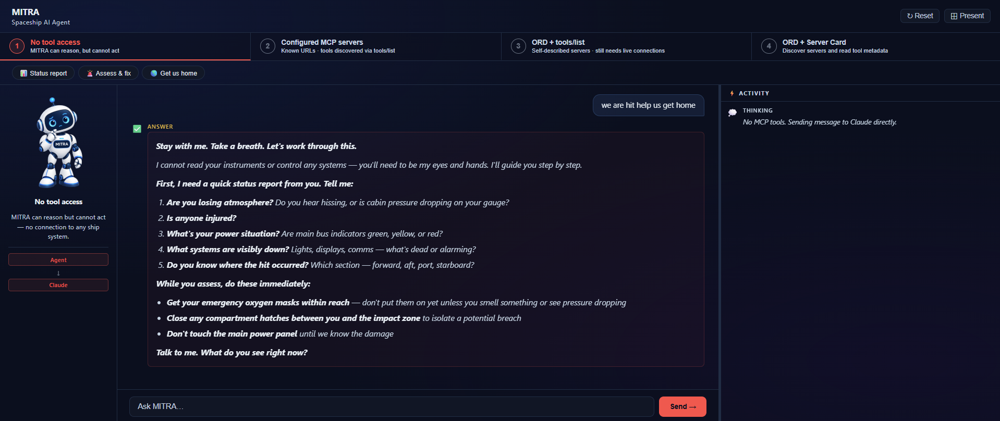 MITRA
Spaceship AI Agent
↻ Reset
Present
1
No tool access
MITRA can reason, but cannot act
2
Configured MCP servers
Known URLs · tools discovered via tools/list
3
ORD + tools/list
Self-described servers · still needs live connections
4
ORD + Server Card
Discover servers and read tool metadata
Status report
Assess & fix
Get us home
MITRA
No tool access
MITRA can reason but cannot act
— no connection to any ship
system.
Agent
↓
Claude
we are hit help us get home
ANSWER
Stay with me. Take a breath. Let's work through this.
I cannot read your instruments or control any systems — you'll need to be my eyes and hands. I'll guide you step by step.
First, I need a quick status report from you. Tell me:
1. Are you losing atmosphere? Do you hear hissing, or is cabin pressure dropping on your gauge?
2. Is anyone injured?
3. What's your power situation? Are main bus indicators green, yellow, or red?
4. What systems are visibly down? Lights, displays, comms — what's dead or alarming?
5. Do you know where the hit occurred? Which section — forward, aft, port, starboard?
While you assess, do these immediately:
• Get your emergency oxygen masks within reach — don't put them on yet unless you smell something or see pressure dropping
• Close any compartment hatches between you and the impact zone to isolate a potential breach
• Don't touch the main power panel until we know the damage
Talk to me. What do you see right now?
Ask MITRA...
Send →
ACTIVITY
THINKING
No MCP tools. Sending message to Claude directly.